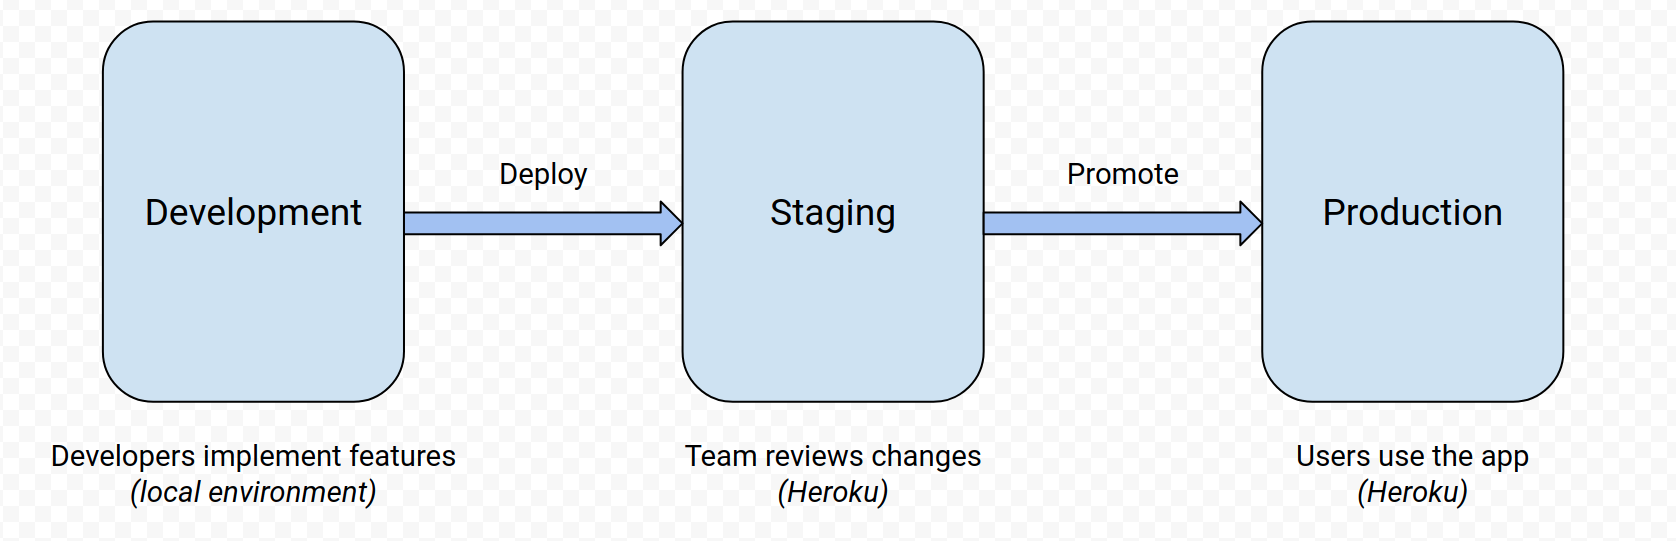 Development
Deploy
Staging
Promote
Production
Developers implement features
(local environment)
Team reviews changes
(Heroku)
Users use the app
(Heroku)